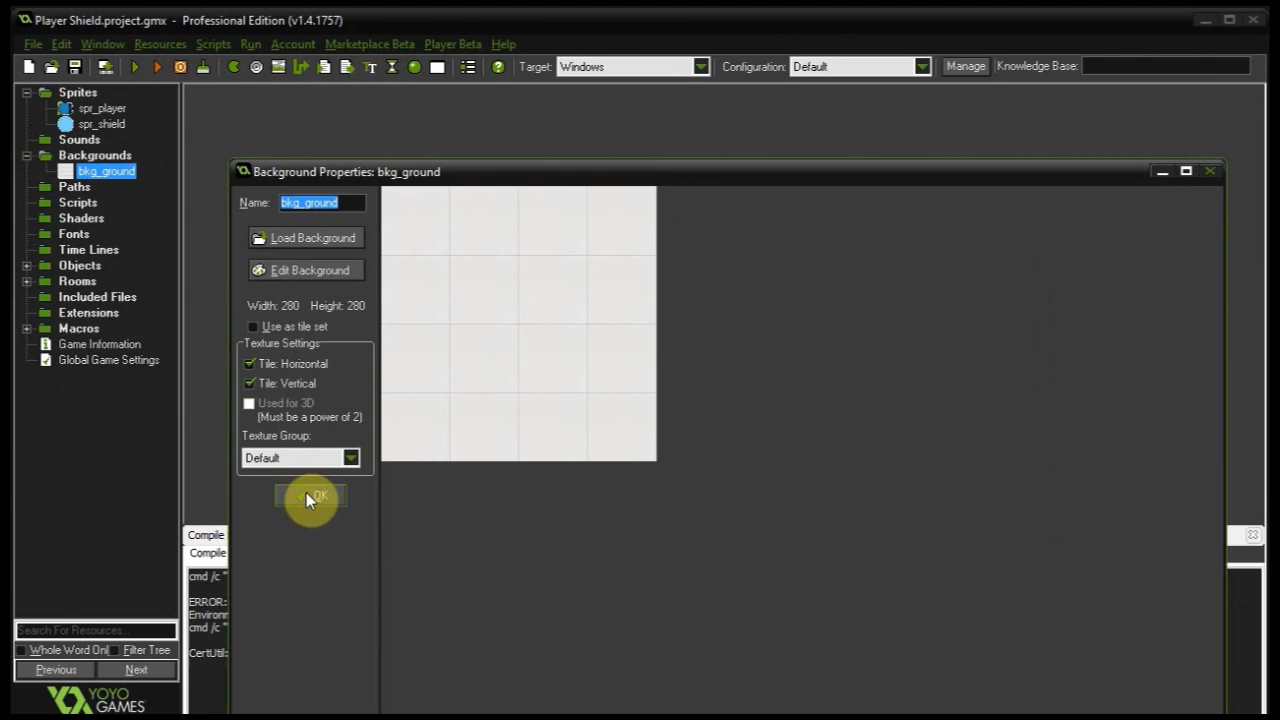 Player Shield.project.gmx - Professional Edition (v1.4.1757)
File Edit Window Resources Scripts Run Account Marketplace Beta Player Beta Help
Target: Windows Configuration: Default Manage Knowledge Base:
Sprites
spr_player
spr_shield
Sounds
Backgrounds
bkg_ground
Paths
Scripts
Shaders
Fonts
Time Lines
Objects
Rooms
Included Files
Extensions
Macros
Game Information
Global Game Settings
Search For Resources...
Whole Word Onl Filter Tree
Previous Next
YOYO
GAMES
Background Properties: bkg_ground
Name: bkg_ground
Load Background
Edit Background
Width: 280 Height: 280
Use as tile set
Texture Settings
Tile: Horizontal
Tile: Vertical
Used for 3D
(Must be a power of 2)
Texture Group:
Default
OK
Compile
Compile
cmd /c "
ERROR:
Environm
cmd /c "
CertUtil: